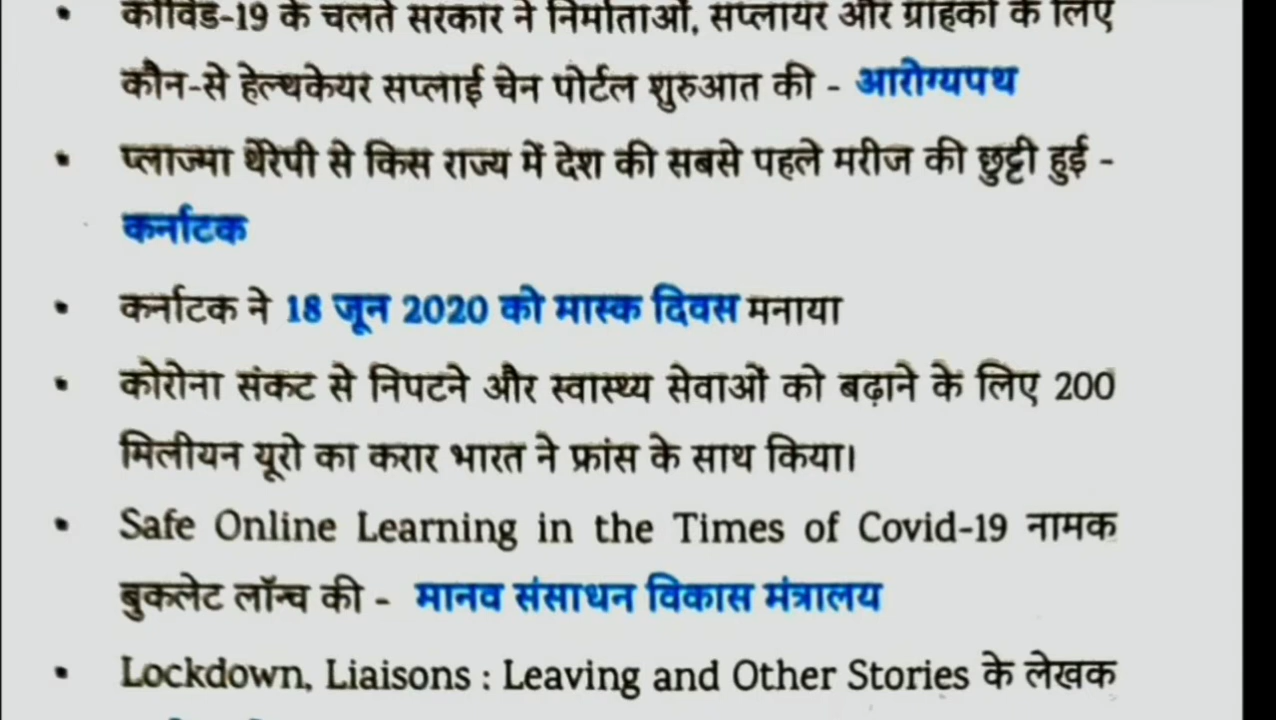 • कोविड-19 के चलते सरकार ने निर्माताओं, सप्लायर और ग्राहकों के लिए
कौन-से हेल्थकेयर सप्लाई चेन पोर्टल शुरुआत की - आरोग्यपथ
• प्लाज्मा थेरेपी से किस राज्य में देश की सबसे पहले मरीज की छुट्टी हुई -
कर्नाटक
• कर्नाटक ने 18 जून 2020 को मास्क दिवस मनाया
• कोरोना संकट से निपटने और स्वास्थ्य सेवाओं को बढ़ाने के लिए 200
मिलीयन यूरो का करार भारत ने फ्रांस के साथ किया।
• Safe Online Learning in the Times of Covid-19 नामक
बुकलेट लॉन्च की - मानव संसाधन विकास मंत्रालय
• Lockdown, Liaisons : Leaving and Other Stories के लेखक